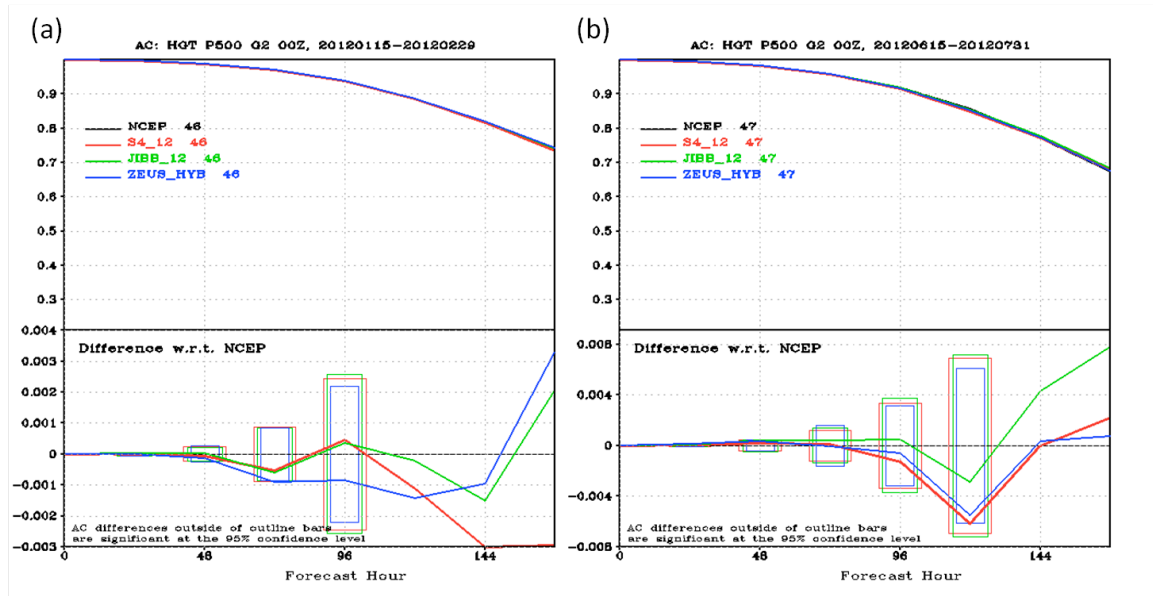 (a)
AC: HGT P500 G2 00Z, 20120115-20120229
0.9
0.8
0.7
0.6
0.5
0.4
0.3
NCEP 46
S4_12 46
JIBB_12 46
ZEUS_HYB 46
0.004
0.003
0.002
0.001
0
-0.001
-0.002
-0.003
Difference w.r.t. NCEP
AC differences outside of outline bars
are significant at the 95% confidence level
0 48 96 144
Forecast Hour
(b)
AC: HGT P500 G2 00Z, 20120615-20120731
0.9
0.8
0.7
0.6
0.5
0.4
0.3
NCEP 47
S4_12 47
JIBB_12 47
ZEUS_HYB 47
0.008
0.004
0
-0.004
-0.008
Difference w.r.t. NCEP
AC differences outside of outline bars
are significant at the 95% confidence level
0 48 96 144
Forecast Hour